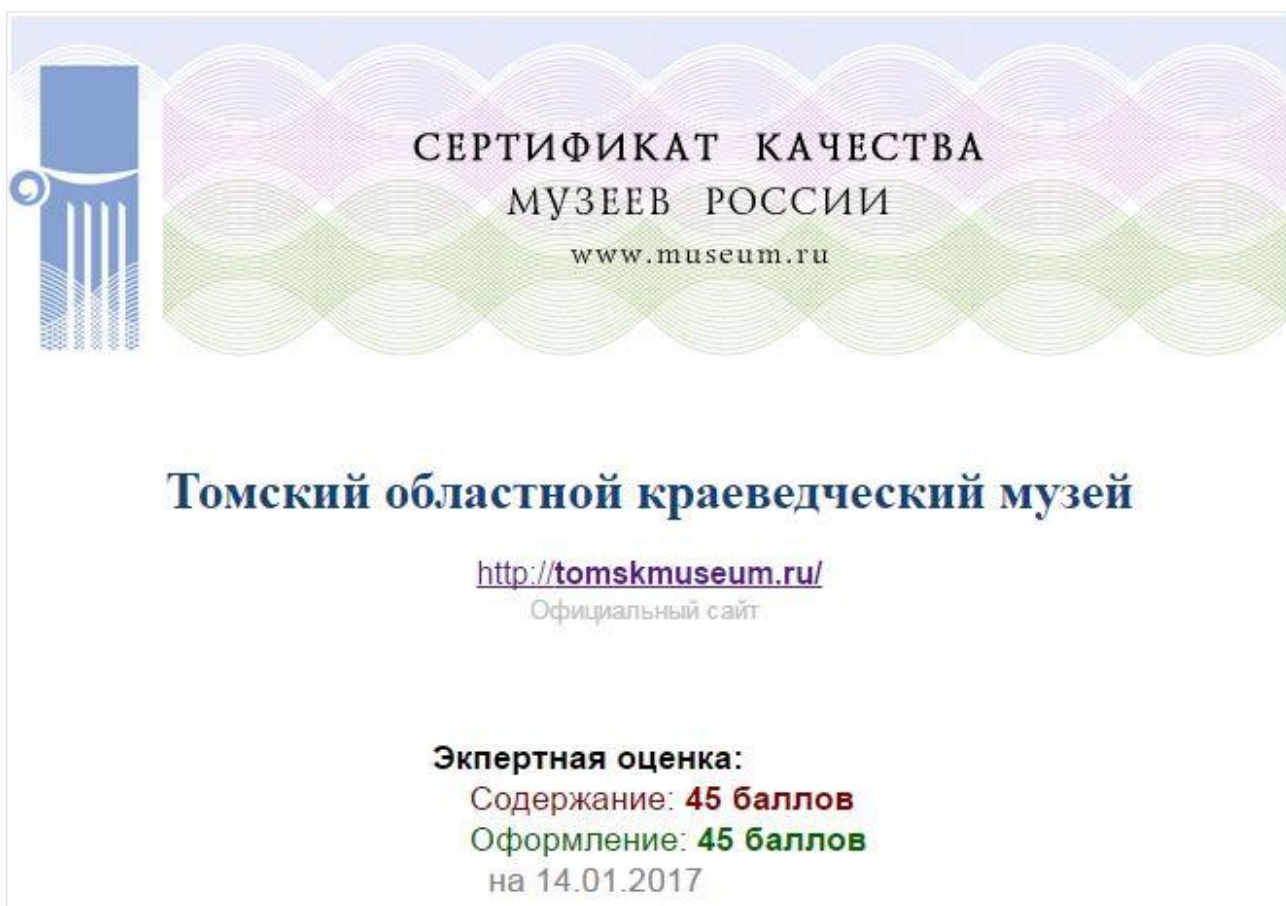 СЕРТИФИКАТ КАЧЕСТВА
МУЗЕЕВ РОССИИ
www.museum.ru
Томский областной краеведческий музей
http://tomskmuseum.ru/
Официальный сайт
Экпертная оценка:
Содержание: 45 баллов
Оформление: 45 баллов
на 14.01.2017